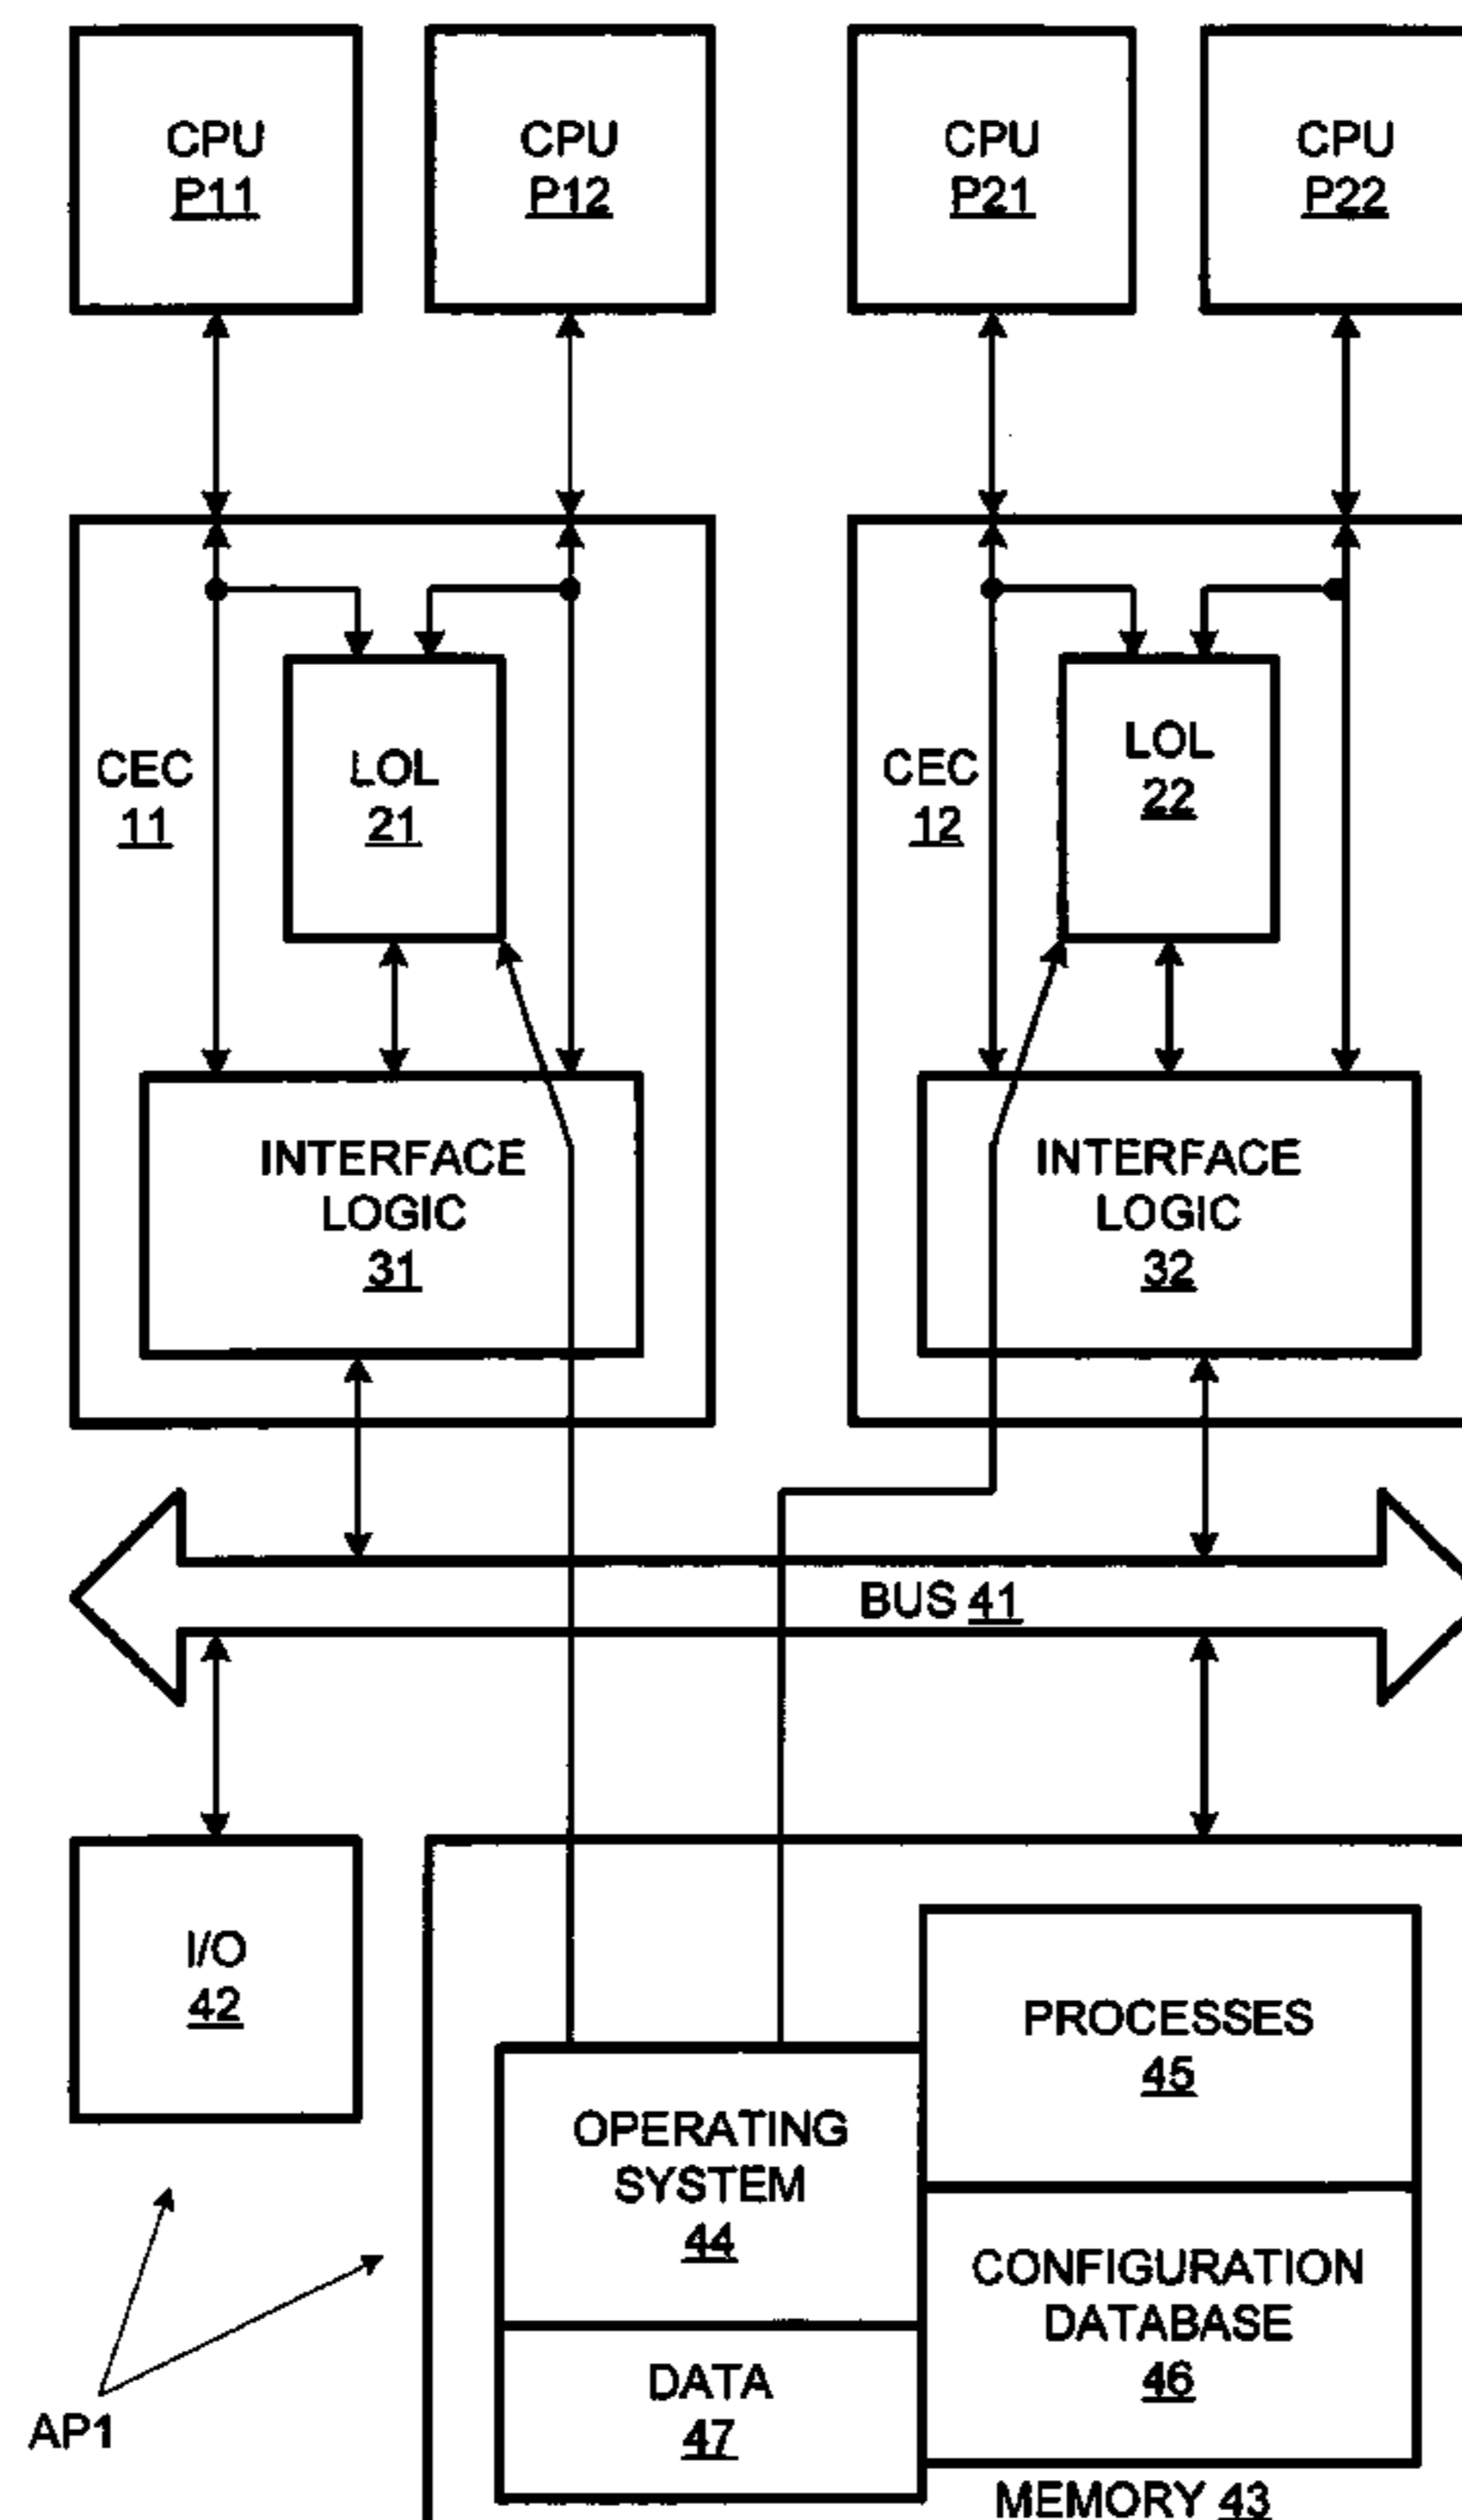 CPU
P11
CPU
P12
CPU
P21
CPU
P22
CEC
11
LOL
21
CEC
12
LOL
22
INTERFACE
LOGIC
31
INTERFACE
LOGIC
32
BUS 41
I/O
42
PROCESSES
45
OPERATING
SYSTEM
44
CONFIGURATION
DATABASE
46
DATA
47
AP1
MEMORY 43